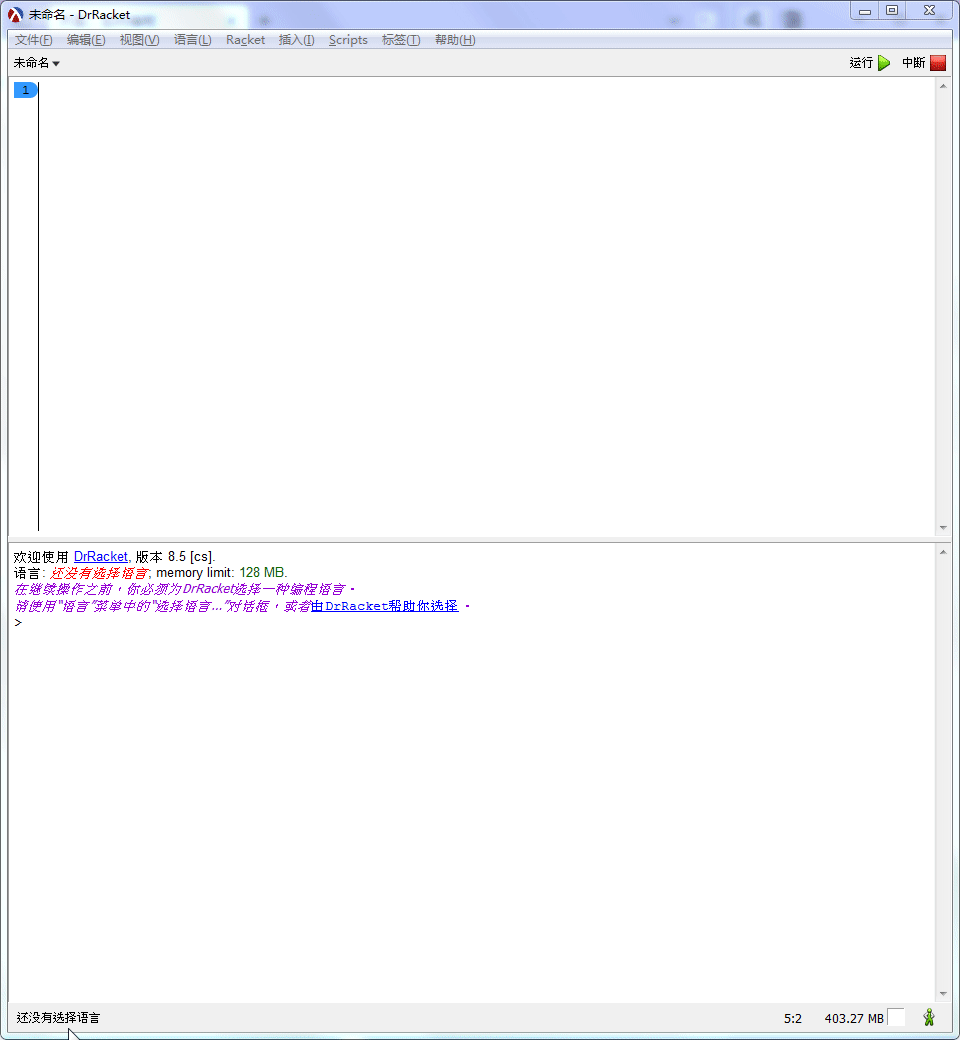 未命名 - DrRacket
文件(F) 编辑(E) 视图(V) 语言(L) Racket 插入(I) Scripts 标签(T) 帮助(H)
未命名 运行 中断
1
欢迎使用 DrRacket, 版本 8.5 [cs].
语言: 还没有选择语言; memory limit: 128 MB.
在继续操作之前，你必须为DrRacket选择一种编程语言。
请使用“语言”菜单中的“选择语言...”对话框，或者由DrRacket帮助你选择。
>
还没有选择语言 5:2 403.27 MB